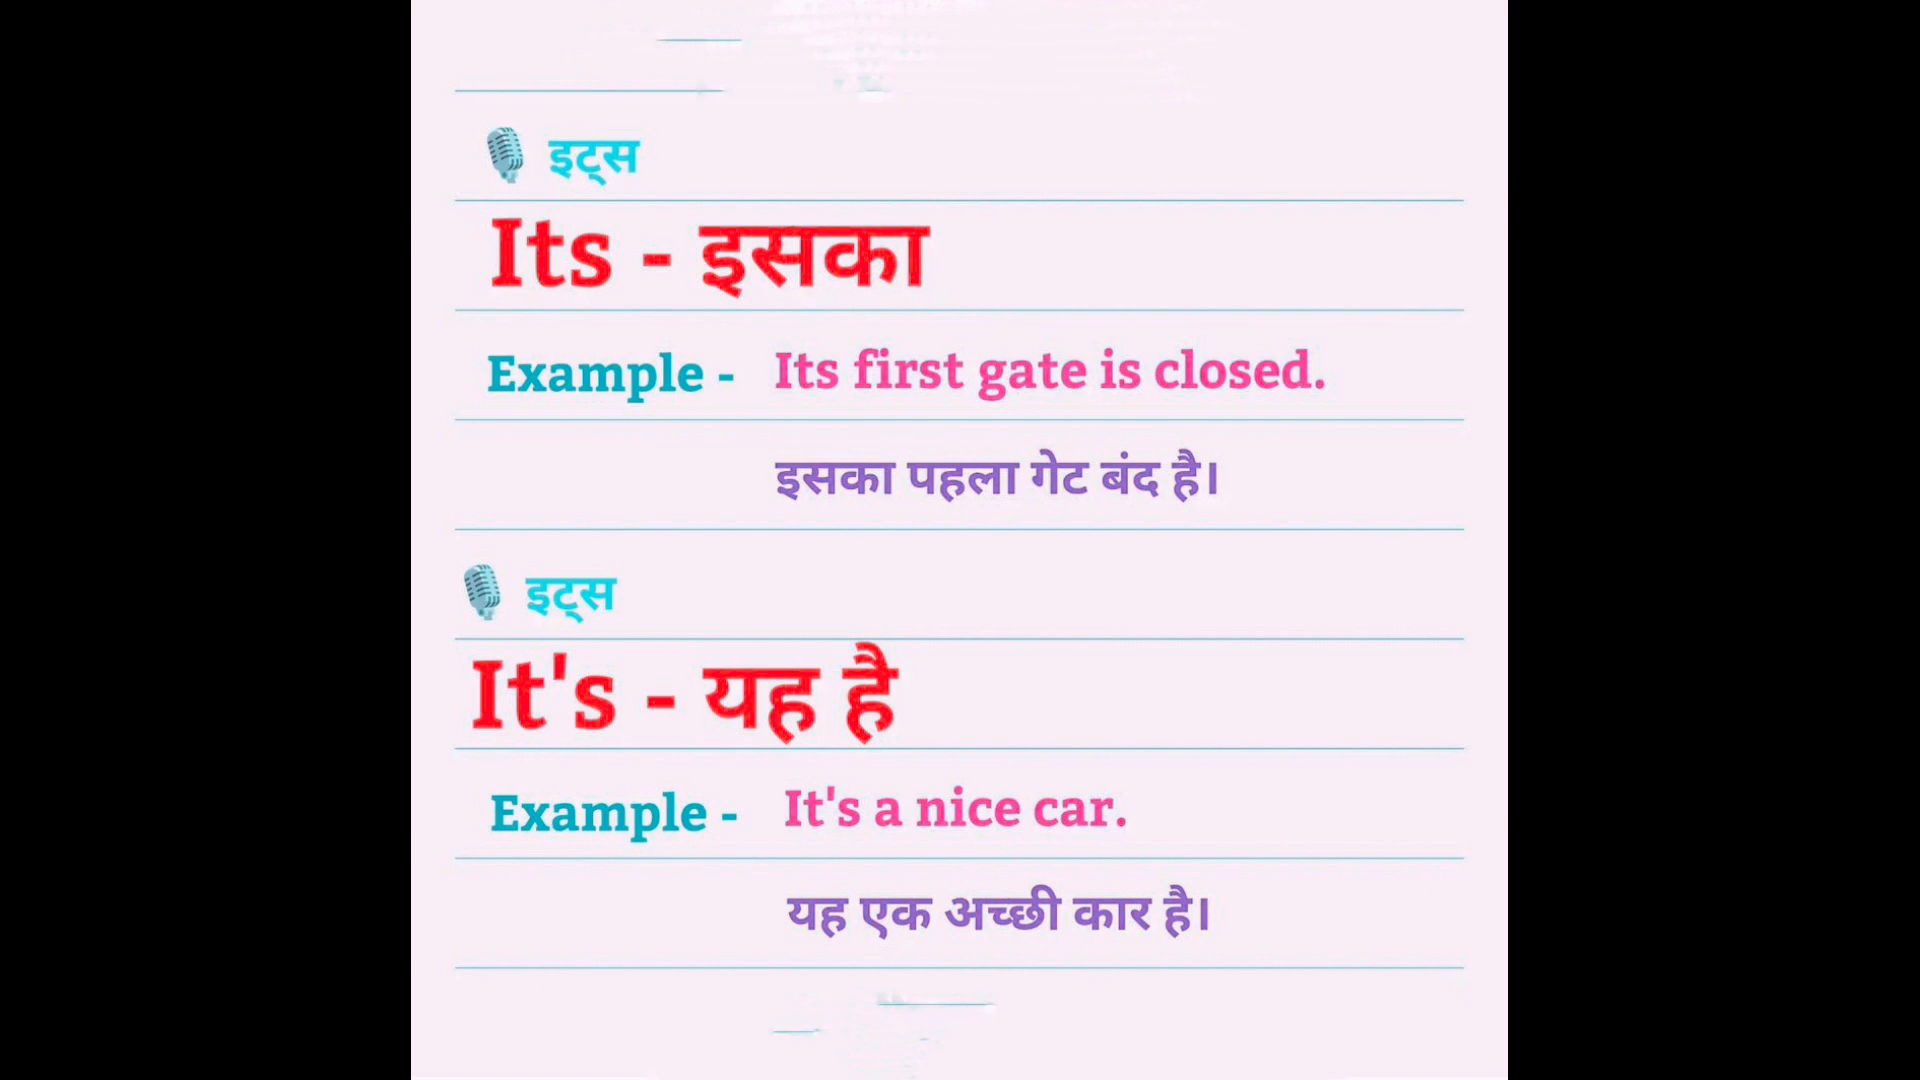 इट्स
Its - इसका
Example - Its first gate is closed.
इसका पहला गेट बंद है।
इट्स
It's - यह है
Example - It's a nice car.
यह एक अच्छी कार है।